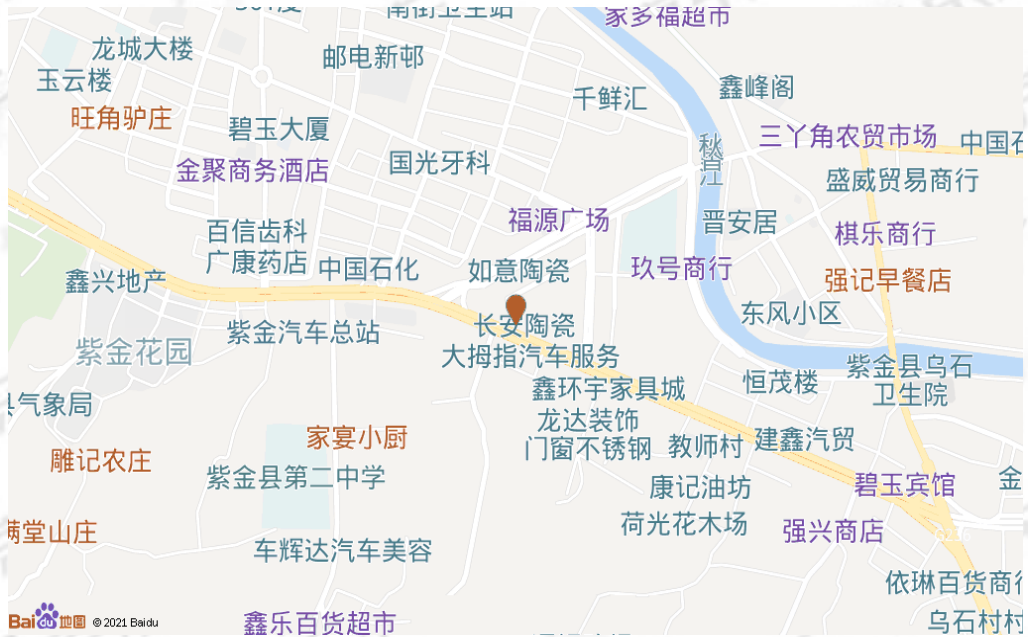 家多福超市
龙城大楼
邮电新邨
玉云楼
千鲜汇
鑫峰阁
旺角驴庄
碧玉大厦
三丫角农贸市场
中国石
金聚商务酒店
国光牙科
秋香江
盛威贸易商行
福源广场
晋安居
百信齿科
棋乐商行
广康药店
中国石化
如意陶瓷
玖号商行
鑫兴地产
强记早餐店
东风小区
长安陶瓷
紫金汽车总站
紫金花园
大拇指汽车服务
紫金县乌石
卫生院
鑫环宇家具城
恒茂楼
县气象局
龙达装饰
家宴小厨
门窗不锈钢
教师村
建鑫汽贸
雕记农庄
紫金县第二中学
康记油坊
碧玉宾馆
金
满堂山庄
荷光花木场
强兴商店
G236
车辉达汽车美容
依琳百货商行
鑫乐百货超市
乌石村村
Bai du 地图 © 2021 Baidu